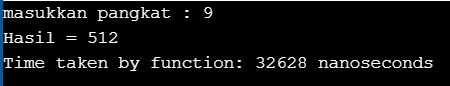 masukkan pangkat : 9
Hasil = 512
Time taken by function: 32628 nanoseconds